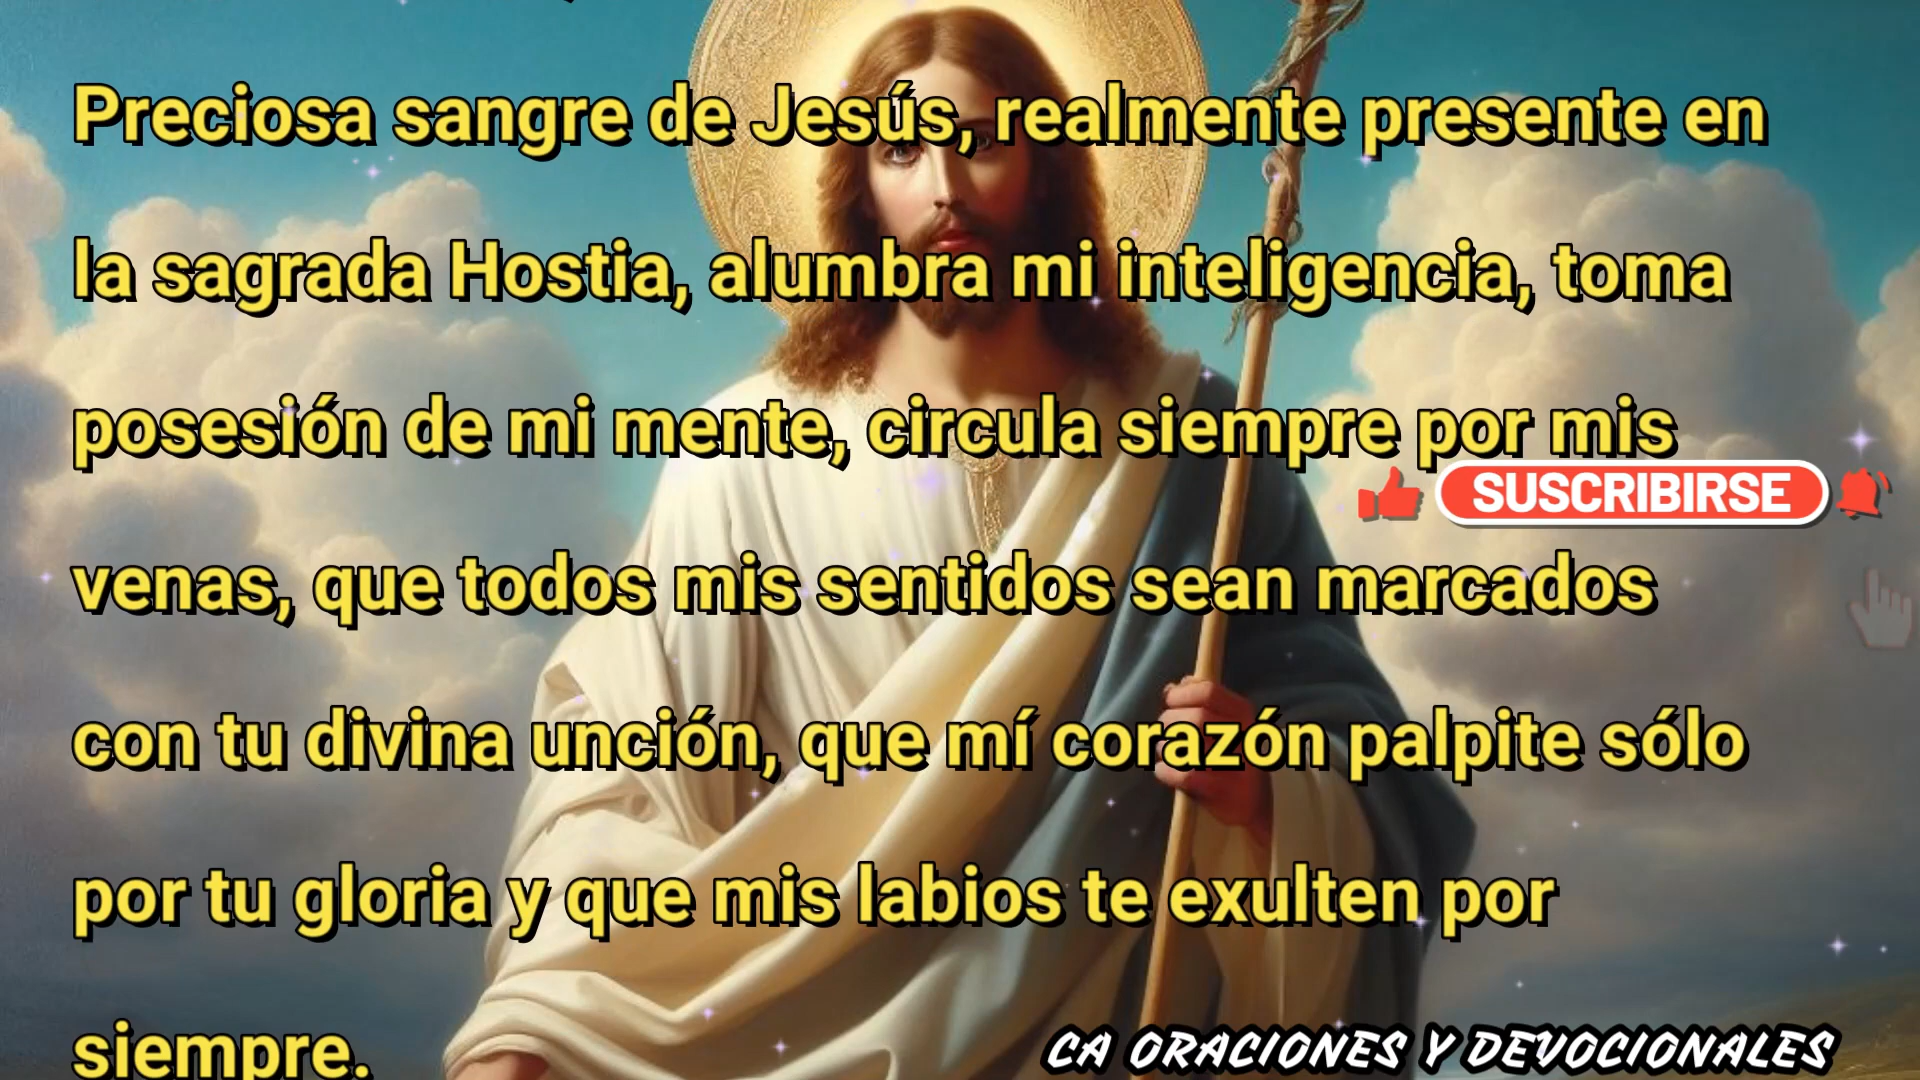 Preciosa sangre de Jesús, realmente presente en
la sagrada Hostia, alumbra mi inteligencia, toma
posesión de mi mente, circula siempre por mis
SUSCRIBIRSE
venas, que todos mis sentidos sean marcados
con tu divina unción, que mí corazón palpite sólo
por tu gloria y que mis labios te exulten por
siempre.
CA ORACIONES Y DEVOCIONALES